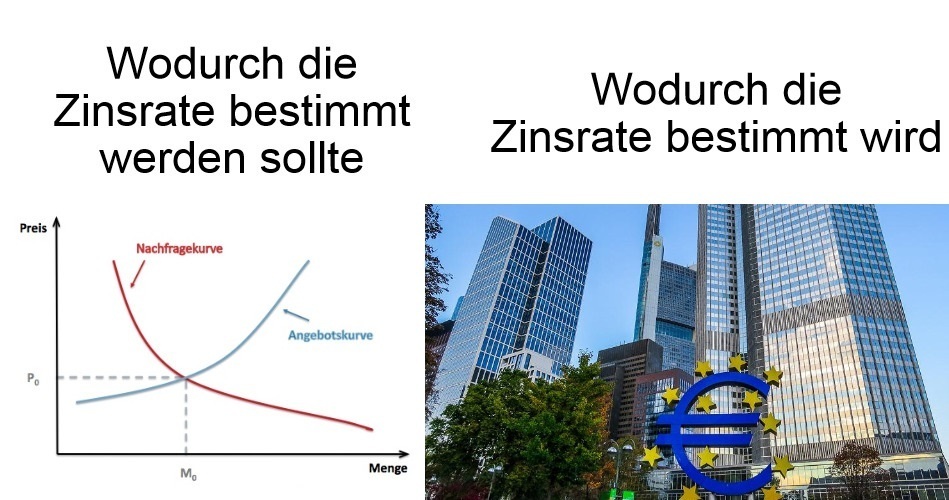 Wodurch die
Zinsrate bestimmt
werden sollte
Wodurch die
Zinsrate bestimmt wird
Preis
Nachfragekurve
Angebotskurve
P₀
M₀
Menge